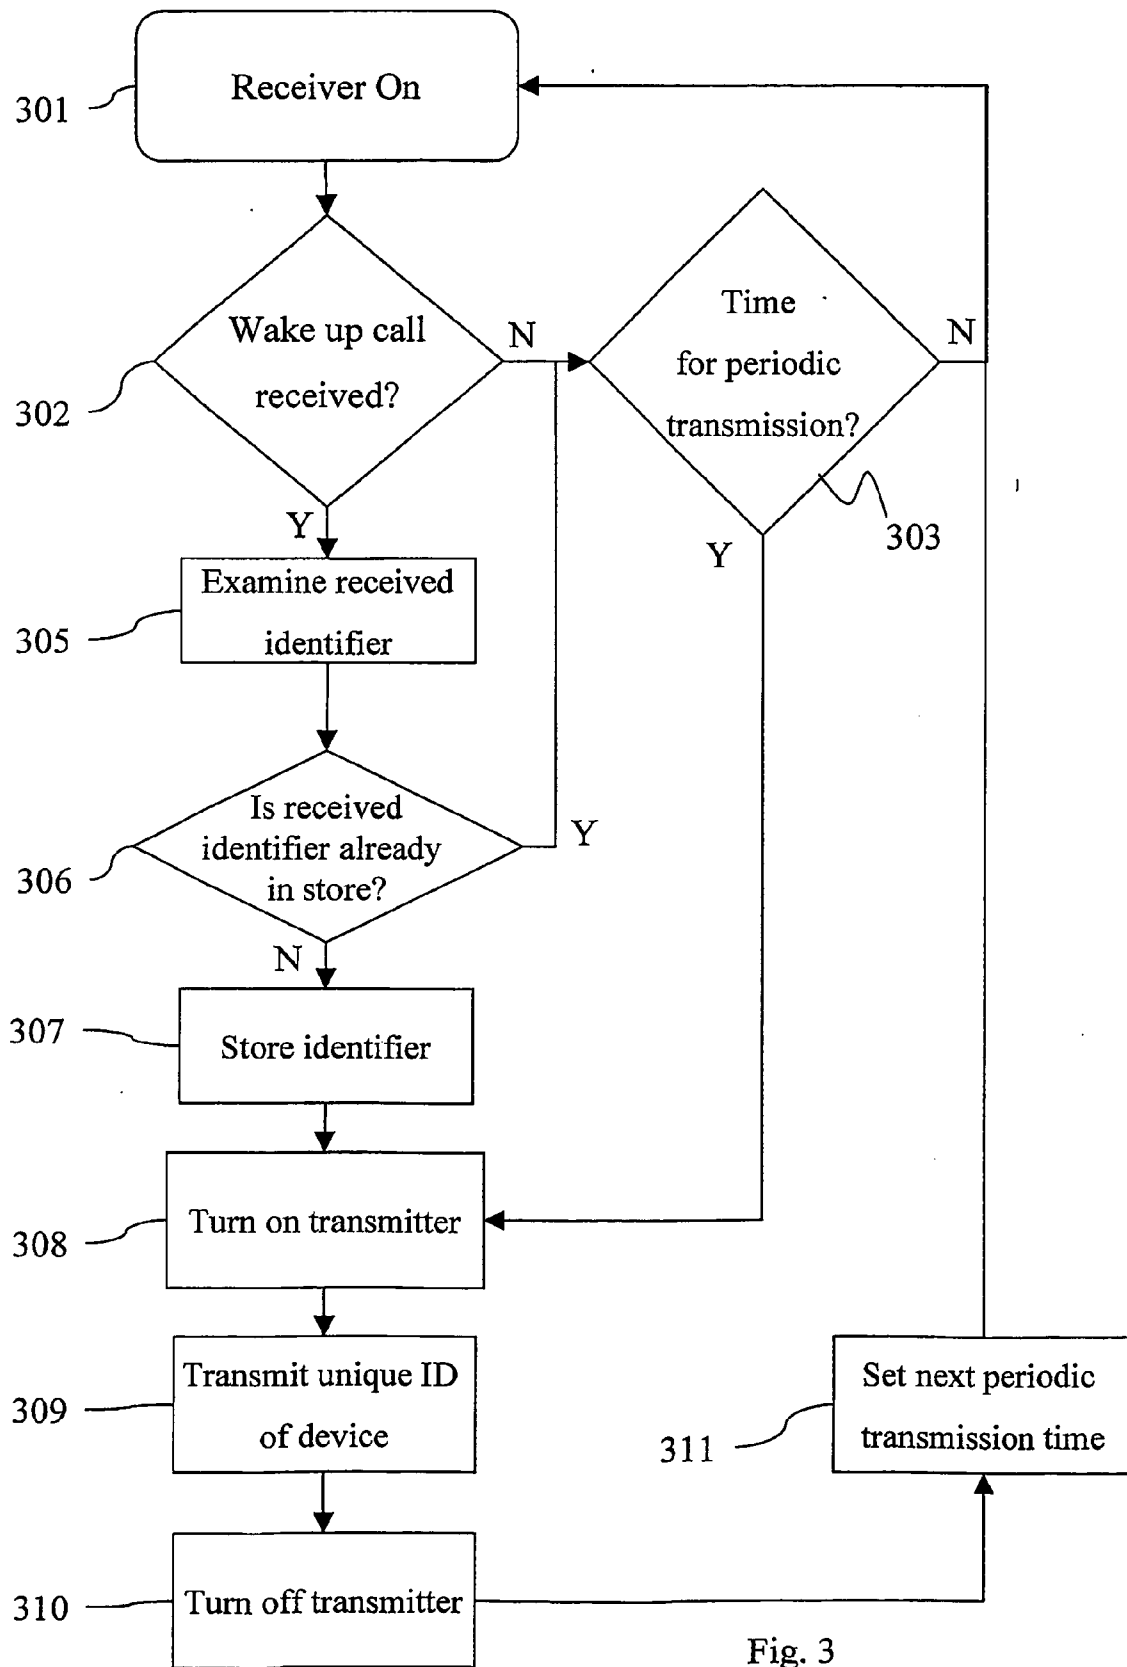 Receiver On
301
Wake up call
received?
302
N
Time
for periodic
transmission?
N
303
Y
Y
Examine received
identifier
305
Is received
identifier already
in store?
306
Y
N
Store identifier
307
Turn on transmitter
308
Transmit unique ID
of device
309
Set next periodic
transmission time
311
Turn off transmitter
310
Fig. 3